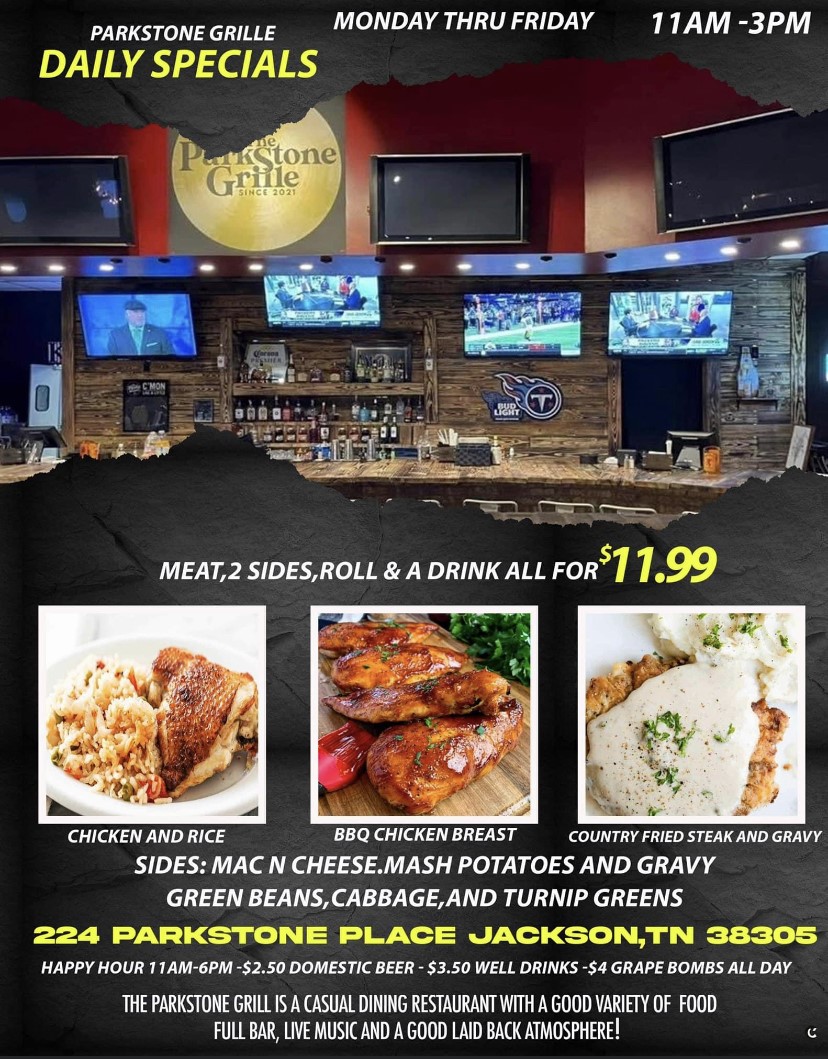 PARKSTONE GRILLE
DAILY SPECIALS
MONDAY THRU FRIDAY
11AM -3PM
The
ParkStone
Grille
SINCE 2021
Corona
C'MON
BUD
LIGHT
T
MEAT,2 SIDES,ROLL & A DRINK ALL FOR $11.99
CHICKEN AND RICE
BBQ CHICKEN BREAST
COUNTRY FRIED STEAK AND GRAVY
SIDES: MAC N CHEESE.MASH POTATOES AND GRAVY
GREEN BEANS,CABBAGE,AND TURNIP GREENS
224 PARKSTONE PLACE JACKSON,TN 38305
HAPPY HOUR 11AM-6PM -$2.50 DOMESTIC BEER - $3.50 WELL DRINKS -$4 GRAPE BOMBS ALL DAY
THE PARKSTONE GRILL IS A CASUAL DINING RESTAURANT WITH A GOOD VARIETY OF FOOD
FULL BAR, LIVE MUSIC AND A GOOD LAID BACK ATMOSPHERE!